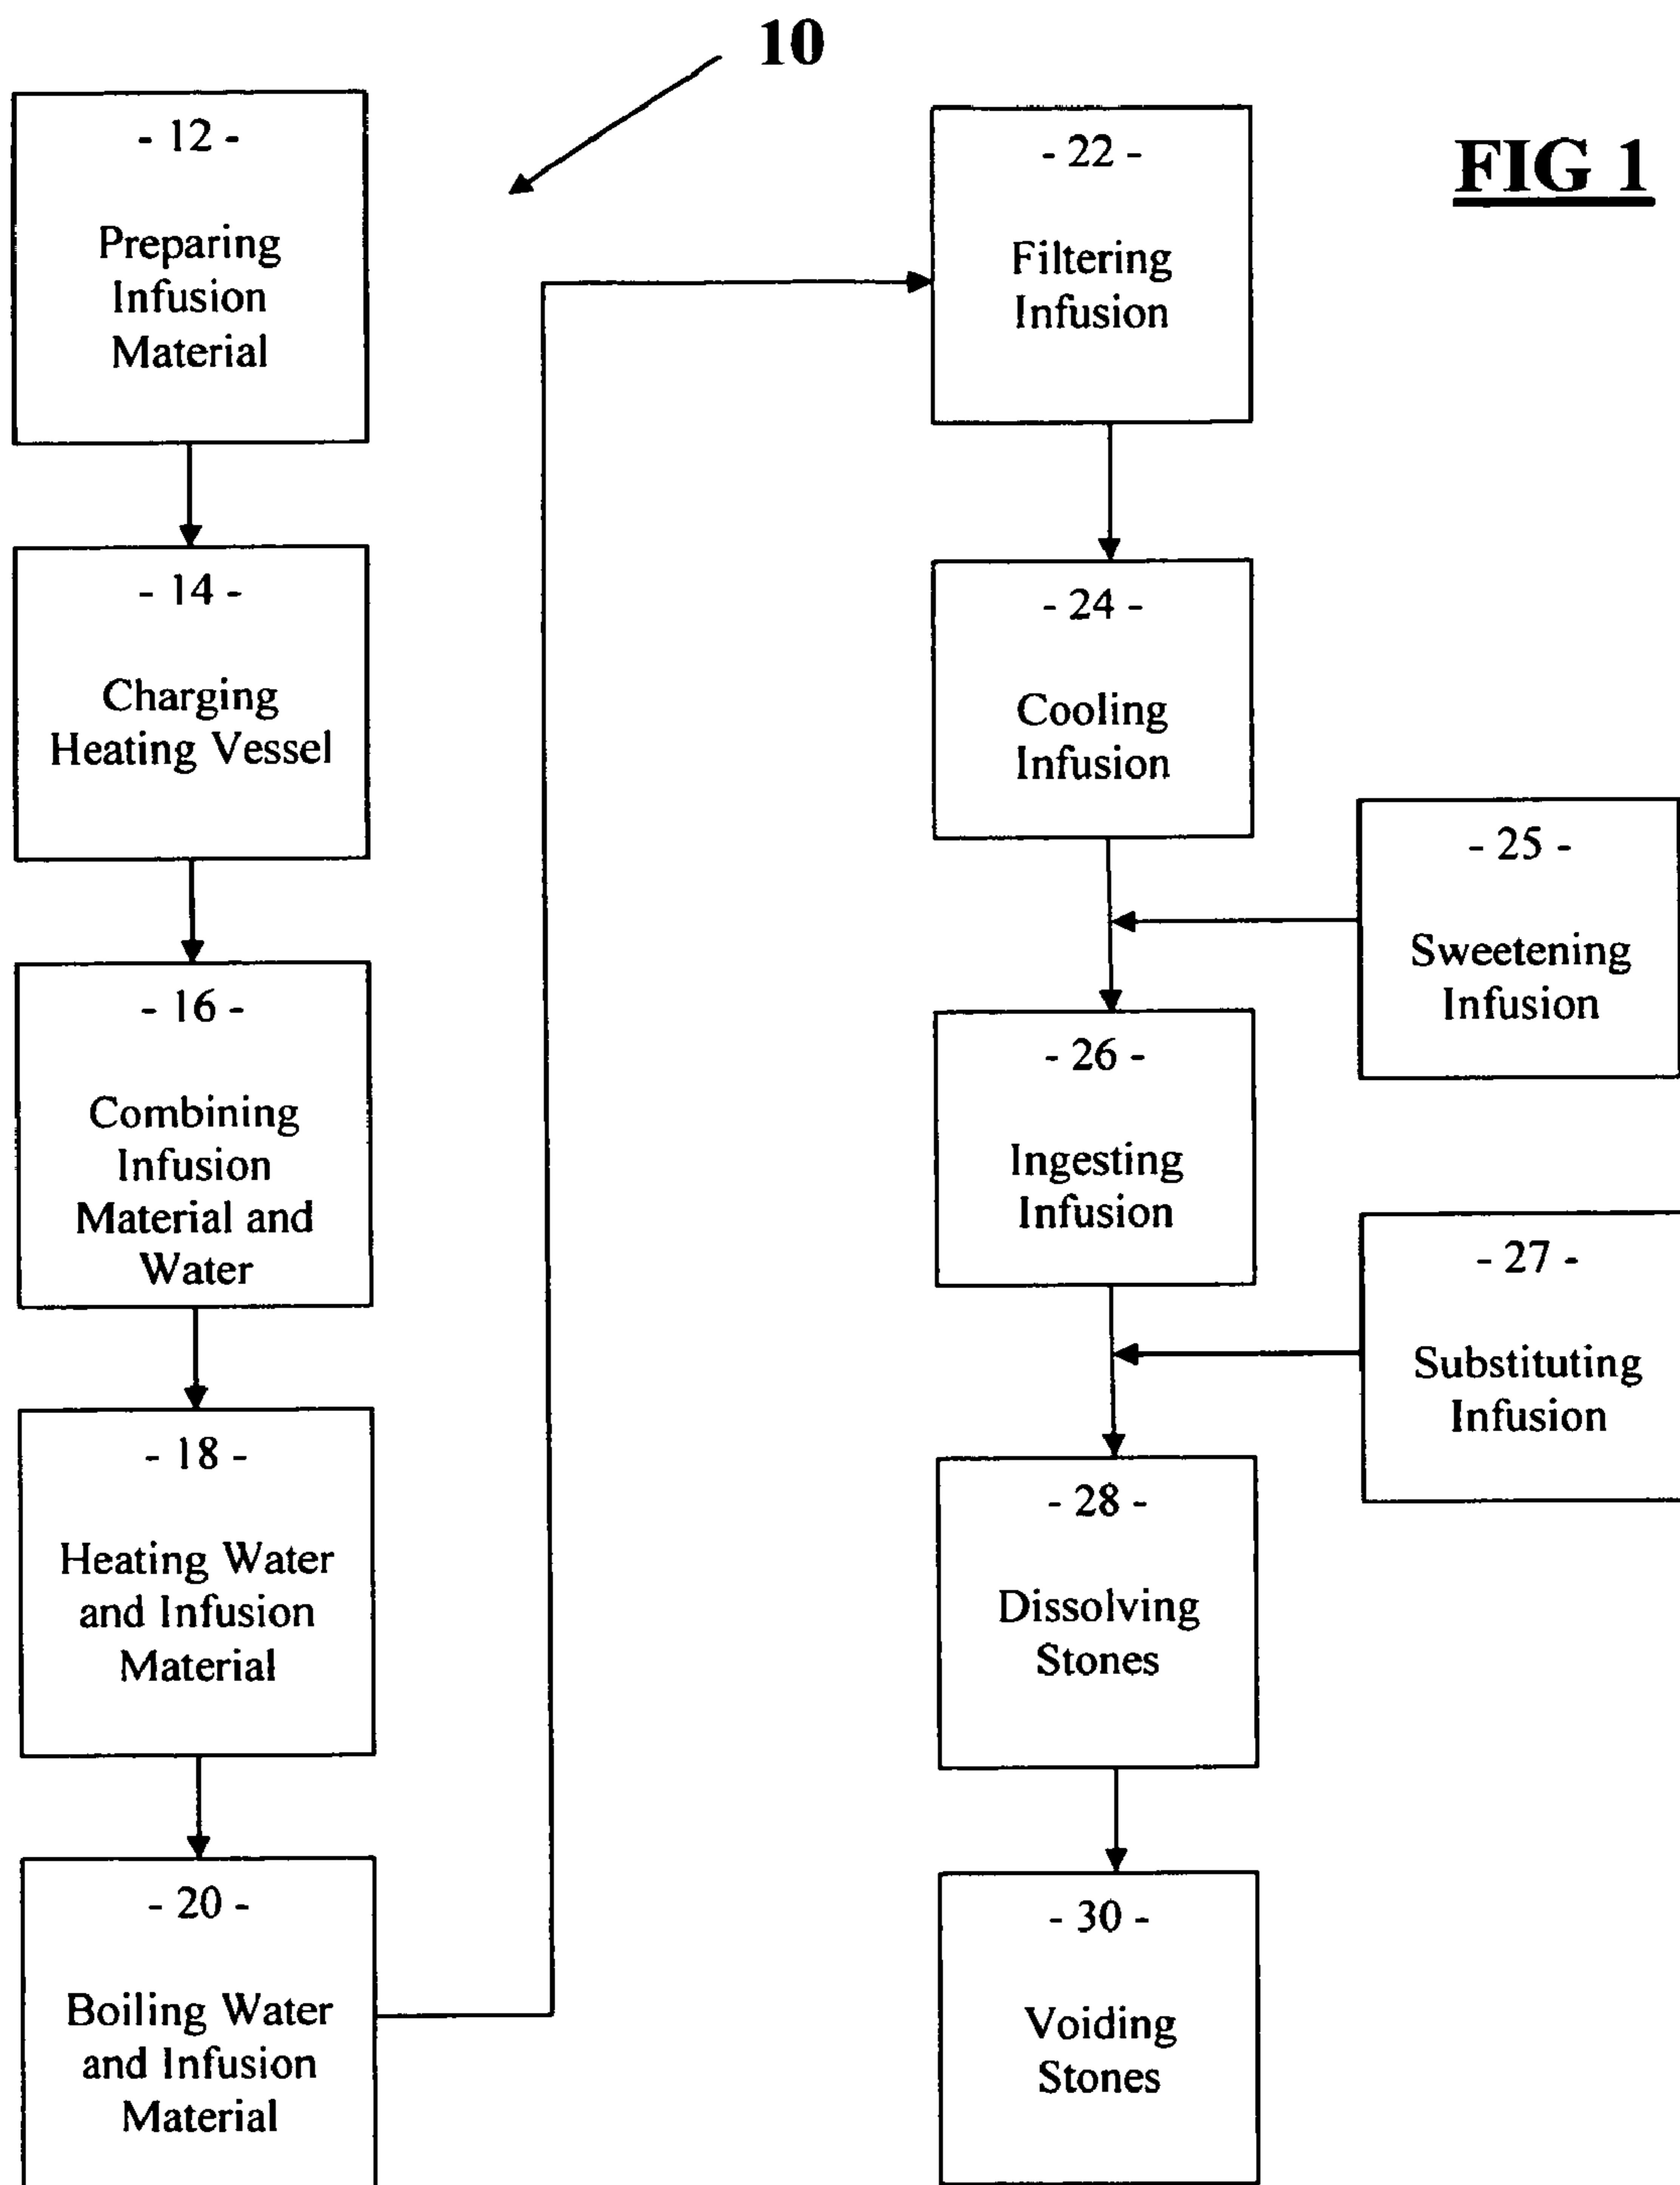 10
FIG 1
- 12 -
Preparing
Infusion
Material
- 14 -
Charging
Heating Vessel
- 16 -
Combining
Infusion
Material and
Water
- 18 -
Heating Water
and Infusion
Material
- 20 -
Boiling Water
and Infusion
Material
- 22 -
Filtering
Infusion
- 24 -
Cooling
Infusion
- 25 -
Sweetening
Infusion
- 26 -
Ingesting
Infusion
- 27 -
Substituting
Infusion
- 28 -
Dissolving
Stones
- 30 -
Voiding
Stones